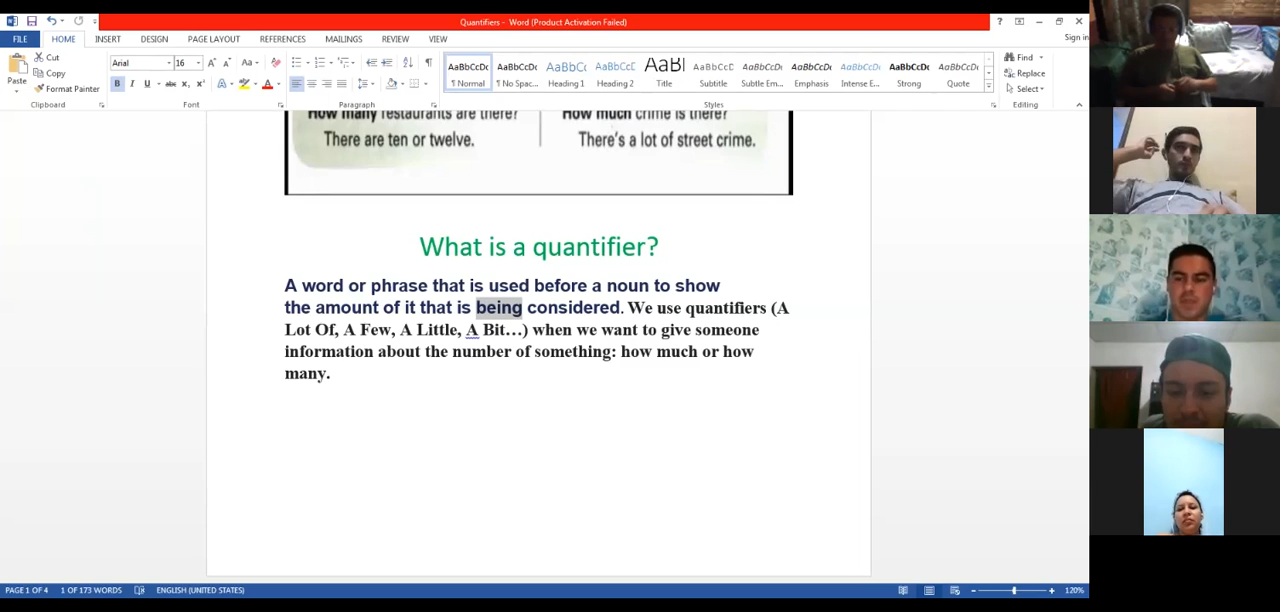 Quantifiers - Word (Product Activation Failed)
Sign in
FILE HOME INSERT DESIGN PAGE LAYOUT REFERENCES MAILINGS REVIEW VIEW
Paste
Cut
Copy
Format Painter
Clipboard
Arial 16
Font
Paragraph
AaBbCcDc AaBbCcDc AaBbCc AaBbCcD AaBl AaBbCcC AaBbCcDc AaBbCcDc AaBbCcDc AaBbCcDc AaBbCcDc
¶ Normal ¶ No Spac... Heading 1 Heading 2 Title Subtitle Subtle Em... Emphasis Intense E... Strong Quote
Styles
Find
Replace
Select
Editing
How many restaurants are there?
There are ten or twelve.
How much crime is there?
There's a lot of street crime.
What is a quantifier?
A word or phrase that is used before a noun to show
the amount of it that is being considered. We use quantifiers (A
Lot Of, A Few, A Little, A Bit…) when we want to give someone
information about the number of something: how much or how
many.
PAGE 1 OF 4 1 OF 173 WORDS ENGLISH (UNITED STATES) 120%